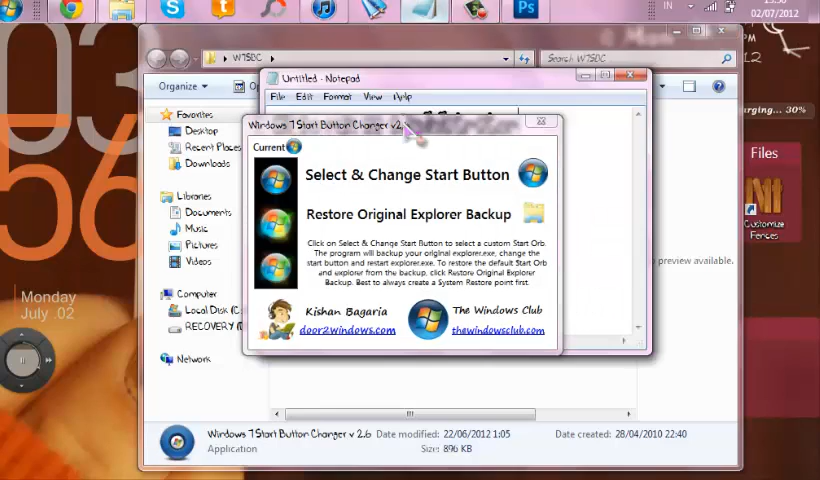 IN
02/07/2012
W7SBC
Search W7SBC
Untitled - Notepad
Organize
File Edit Format View Help
Op
Favorites
Desktop
Recent Places
Downloads
Libraries
Documents
Music
Pictures
Videos
Computer
Local Disk (C:
RECOVERY (
Network
Windows 7 Start Button Changer v2.
Current
Select & Change Start Button
Restore Original Explorer Backup
Click on Select & Change Start Button to select a custom Start Orb.
The program will backup your original explorer.exe, change the
start button and restart explorer.exe. To restore the default Start Orb
and explorer from the backup, click Restore Original Explorer
Backup. Best to always create a System Restore point first.
Kishan Bagaria
door2windows.com
The Windows Club
thewindowsclub.com
preview available.
03
56
Monday
July .02
PM
12
arging... 30%
Files
Customize
Fences
Ps
Windows 7 Start Button Changer v 2.6 Date modified: 22/06/2012 1:05 Date created: 28/04/2010 22:40
Application Size: 896 KB